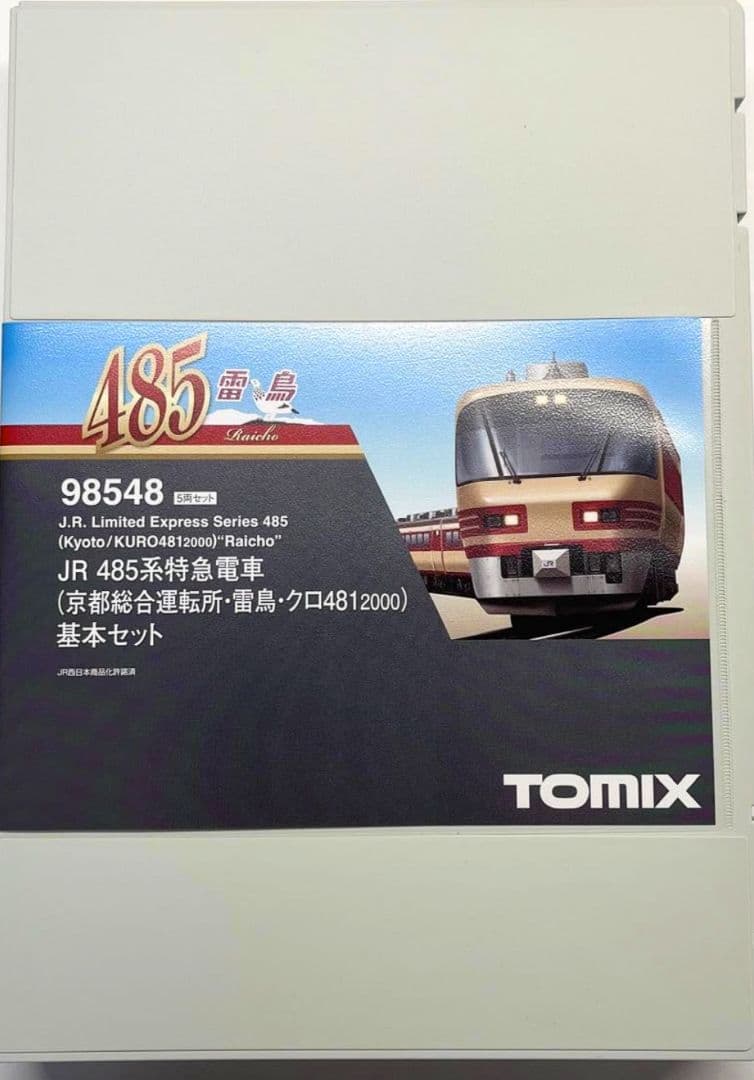 485 雷鳥
Raicho
98548 5両セット
J.R. Limited Express Series 485
(Kyoto/KURO4812000)“Raicho”
JR 485系特急電車
(京都総合運転所・雷鳥・クロ4812000)
基本セット
JR西日本商品化許諾済
JR
TOMIX